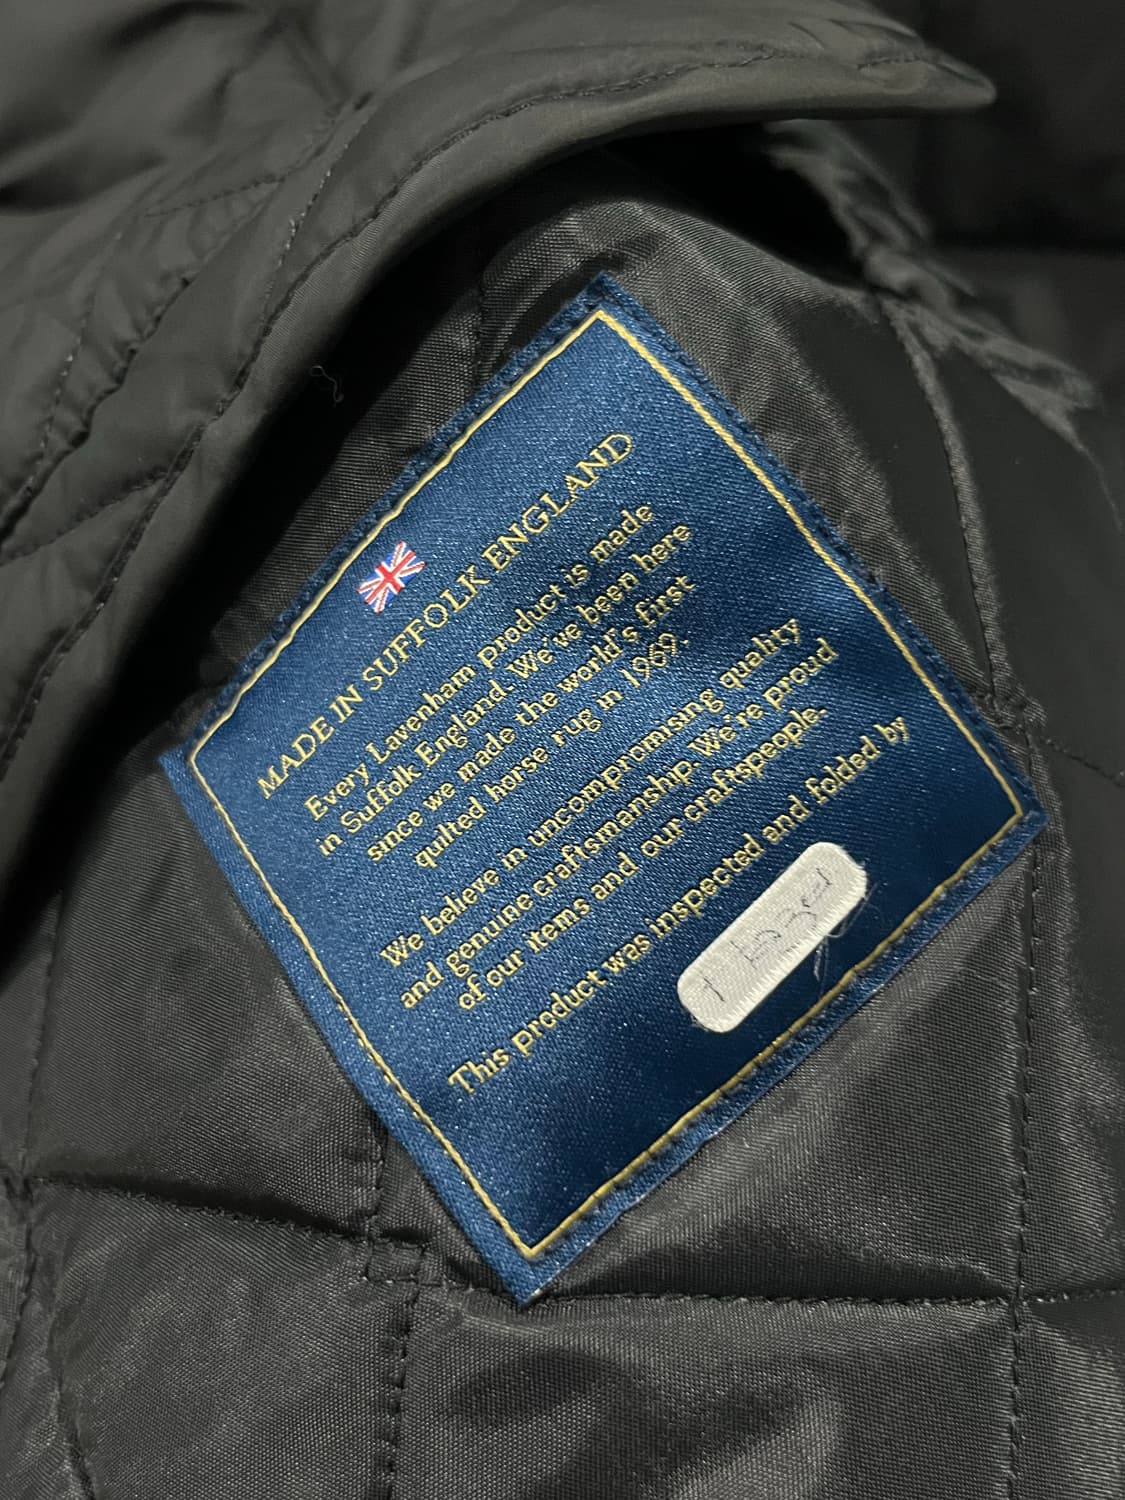 MADE IN SUFFOLK ENGLAND
Every Lavenham product is made
in Suffolk England. We've been here
since we made the world's first
quilted horse rug in 1969.
We believe in uncompromising quality
and genuine craftsmanship. We're proud
of our items and our craftspeople.
This product was inspected and folded by